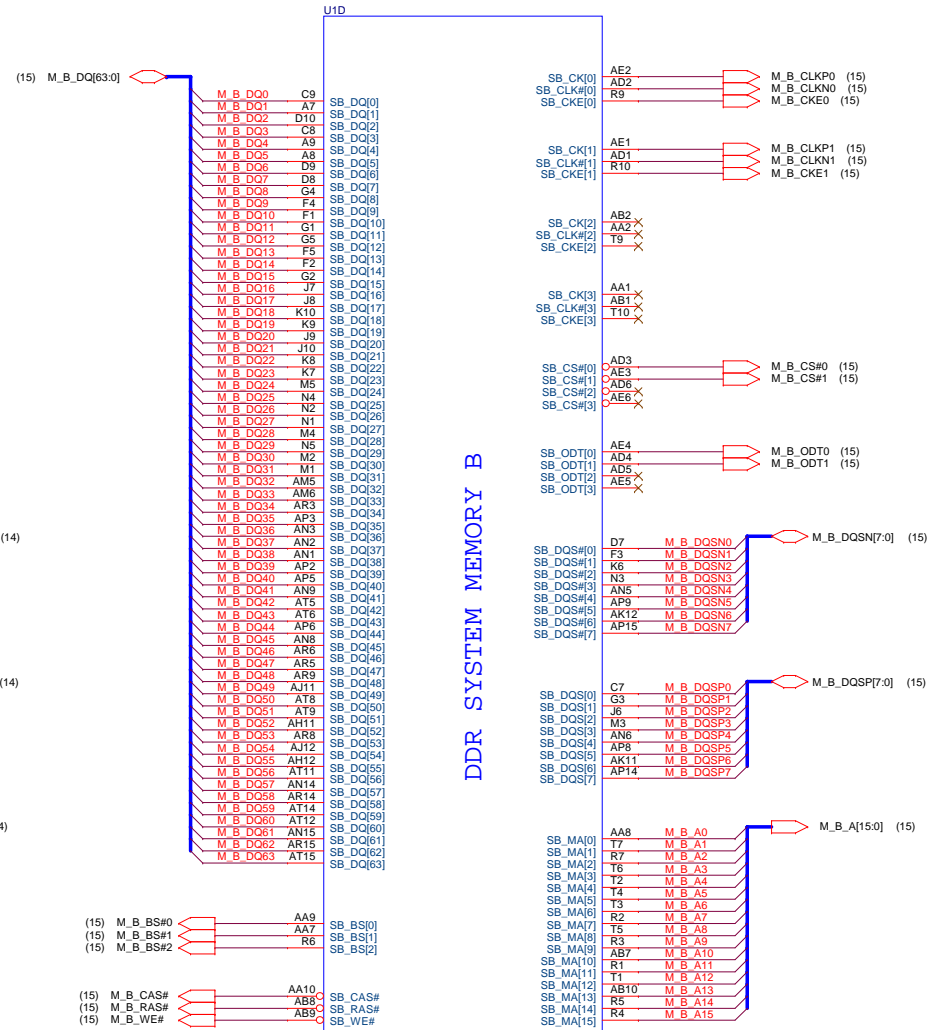 U1D
(15) M_B_DQ[63:0]
M_B_DQ0 C9 SB_DQ[0]
M_B_DQ1 A7 SB_DQ[1]
M_B_DQ2 D10 SB_DQ[2]
M_B_DQ3 C8 SB_DQ[3]
M_B_DQ4 A9 SB_DQ[4]
M_B_DQ5 A8 SB_DQ[5]
M_B_DQ6 D9 SB_DQ[6]
M_B_DQ7 D8 SB_DQ[7]
M_B_DQ8 G4 SB_DQ[8]
M_B_DQ9 F4 SB_DQ[9]
M_B_DQ10 F1 SB_DQ[10]
M_B_DQ11 G1 SB_DQ[11]
M_B_DQ12 G5 SB_DQ[12]
M_B_DQ13 F5 SB_DQ[13]
M_B_DQ14 F2 SB_DQ[14]
M_B_DQ15 G2 SB_DQ[15]
M_B_DQ16 J7 SB_DQ[16]
M_B_DQ17 J8 SB_DQ[17]
M_B_DQ18 K10 SB_DQ[18]
M_B_DQ19 K9 SB_DQ[19]
M_B_DQ20 J9 SB_DQ[20]
M_B_DQ21 J10 SB_DQ[21]
M_B_DQ22 K8 SB_DQ[22]
M_B_DQ23 K7 SB_DQ[23]
M_B_DQ24 M5 SB_DQ[24]
M_B_DQ25 N4 SB_DQ[25]
M_B_DQ26 N2 SB_DQ[26]
M_B_DQ27 N1 SB_DQ[27]
M_B_DQ28 M4 SB_DQ[28]
M_B_DQ29 N5 SB_DQ[29]
M_B_DQ30 M2 SB_DQ[30]
M_B_DQ31 M1 SB_DQ[31]
M_B_DQ32 AM5 SB_DQ[32]
M_B_DQ33 AM6 SB_DQ[33]
M_B_DQ34 AR3 SB_DQ[34]
M_B_DQ35 AP3 SB_DQ[35]
M_B_DQ36 AN3 SB_DQ[36]
M_B_DQ37 AN2 SB_DQ[37]
M_B_DQ38 AN1 SB_DQ[38]
M_B_DQ39 AP2 SB_DQ[39]
M_B_DQ40 AP5 SB_DQ[40]
M_B_DQ41 AN9 SB_DQ[41]
M_B_DQ42 AT5 SB_DQ[42]
M_B_DQ43 AT6 SB_DQ[43]
M_B_DQ44 AP6 SB_DQ[44]
M_B_DQ45 AN8 SB_DQ[45]
M_B_DQ46 AR6 SB_DQ[46]
M_B_DQ47 AR5 SB_DQ[47]
M_B_DQ48 AR9 SB_DQ[48]
M_B_DQ49 AJ11 SB_DQ[49]
M_B_DQ50 AT8 SB_DQ[50]
M_B_DQ51 AT9 SB_DQ[51]
M_B_DQ52 AH11 SB_DQ[52]
M_B_DQ53 AR8 SB_DQ[53]
M_B_DQ54 AJ12 SB_DQ[54]
M_B_DQ55 AH12 SB_DQ[55]
M_B_DQ56 AT11 SB_DQ[56]
M_B_DQ57 AN14 SB_DQ[57]
M_B_DQ58 AR14 SB_DQ[58]
M_B_DQ59 AT14 SB_DQ[59]
M_B_DQ60 AT12 SB_DQ[60]
M_B_DQ61 AN15 SB_DQ[61]
M_B_DQ62 AR15 SB_DQ[62]
M_B_DQ63 AT15 SB_DQ[63]
(14)
(14)
4)
(15) M_B_BS#0 AA9 SB_BS[0]
(15) M_B_BS#1 AA7 SB_BS[1]
(15) M_B_BS#2 R6 SB_BS[2]
(15) M_B_CAS# AA10 SB_CAS#
(15) M_B_RAS# AB8 SB_RAS#
(15) M_B_WE# AB9 SB_WE#
DDR SYSTEM MEMORY B
SB_CK[0] AE2 M_B_CLKP0 (15)
SB_CLK#[0] AD2 M_B_CLKN0 (15)
SB_CKE[0] R9 M_B_CKE0 (15)
SB_CK[1] AE1 M_B_CLKP1 (15)
SB_CLK#[1] AD1 M_B_CLKN1 (15)
SB_CKE[1] R10 M_B_CKE1 (15)
SB_CK[2] AB2
SB_CLK#[2] AA2
SB_CKE[2] T9
SB_CK[3] AA1
SB_CLK#[3] AB1
SB_CKE[3] T10
SB_CS#[0] AD3 M_B_CS#0 (15)
SB_CS#[1] AE3 M_B_CS#1 (15)
SB_CS#[2] AD6
SB_CS#[3] AE6
SB_ODT[0] AE4 M_B_ODT0 (15)
SB_ODT[1] AD4 M_B_ODT1 (15)
SB_ODT[2] AD5
SB_ODT[3] AE5
M_B_DQSN[7:0] (15)
SB_DQS#[0] D7 M_B_DQSN0
SB_DQS#[1] F3 M_B_DQSN1
SB_DQS#[2] K6 M_B_DQSN2
SB_DQS#[3] N3 M_B_DQSN3
SB_DQS#[4] AN5 M_B_DQSN4
SB_DQS#[5] AP9 M_B_DQSN5
SB_DQS#[6] AK12 M_B_DQSN6
SB_DQS#[7] AP15 M_B_DQSN7
M_B_DQSP[7:0] (15)
SB_DQS[0] C7 M_B_DQSP0
SB_DQS[1] G3 M_B_DQSP1
SB_DQS[2] J6 M_B_DQSP2
SB_DQS[3] M3 M_B_DQSP3
SB_DQS[4] AN6 M_B_DQSP4
SB_DQS[5] AP8 M_B_DQSP5
SB_DQS[6] AK11 M_B_DQSP6
SB_DQS[7] AP14 M_B_DQSP7
M_B_A[15:0] (15)
SB_MA[0] AA8 M_B_A0
SB_MA[1] T7 M_B_A1
SB_MA[2] R7 M_B_A2
SB_MA[3] T6 M_B_A3
SB_MA[4] T2 M_B_A4
SB_MA[5] T4 M_B_A5
SB_MA[6] T3 M_B_A6
SB_MA[7] R2 M_B_A7
SB_MA[8] T5 M_B_A8
SB_MA[9] R3 M_B_A9
SB_MA[10] AB7 M_B_A10
SB_MA[11] R1 M_B_A11
SB_MA[12] T1 M_B_A12
SB_MA[13] AB10 M_B_A13
SB_MA[14] R5 M_B_A14
SB_MA[15] R4 M_B_A15